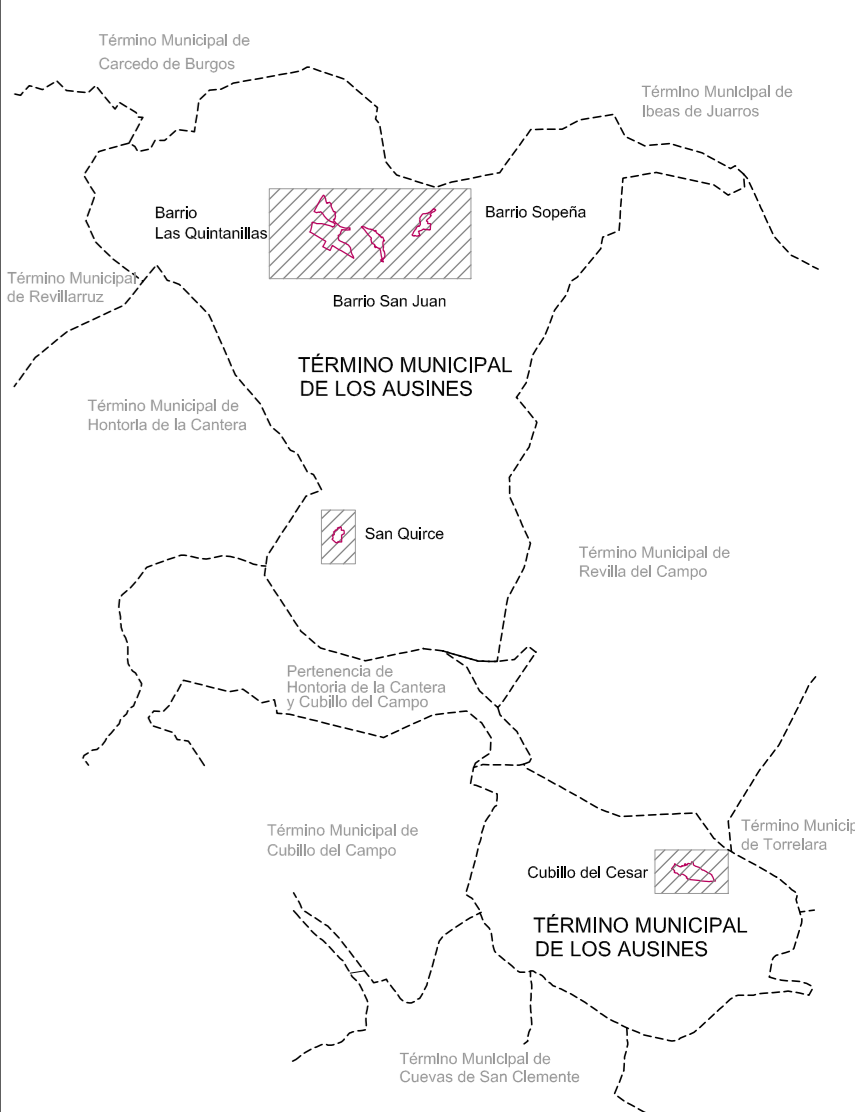 Término Municipal de
Carcedo de Burgos
Término Municipal de
Ibeas de Juarros
Barrio
Las Quintanillas
Barrio Sopeña
Término Municipal
de Revillarruz
Barrio San Juan
TÉRMINO MUNICIPAL
DE LOS AUSINES
Término Municipal de
Hontoria de la Cantera
San Quirce
Término Municipal de
Revilla del Campo
Pertenencia de
Hontoria de la Cantera
y Cubillo del Campo
Término Municipal de
Cubillo del Campo
Término Municip
de Torrelara
Cubillo del Cesar
TÉRMINO MUNICIPAL
DE LOS AUSINES
Término Municipal de
Cuevas de San Clemente